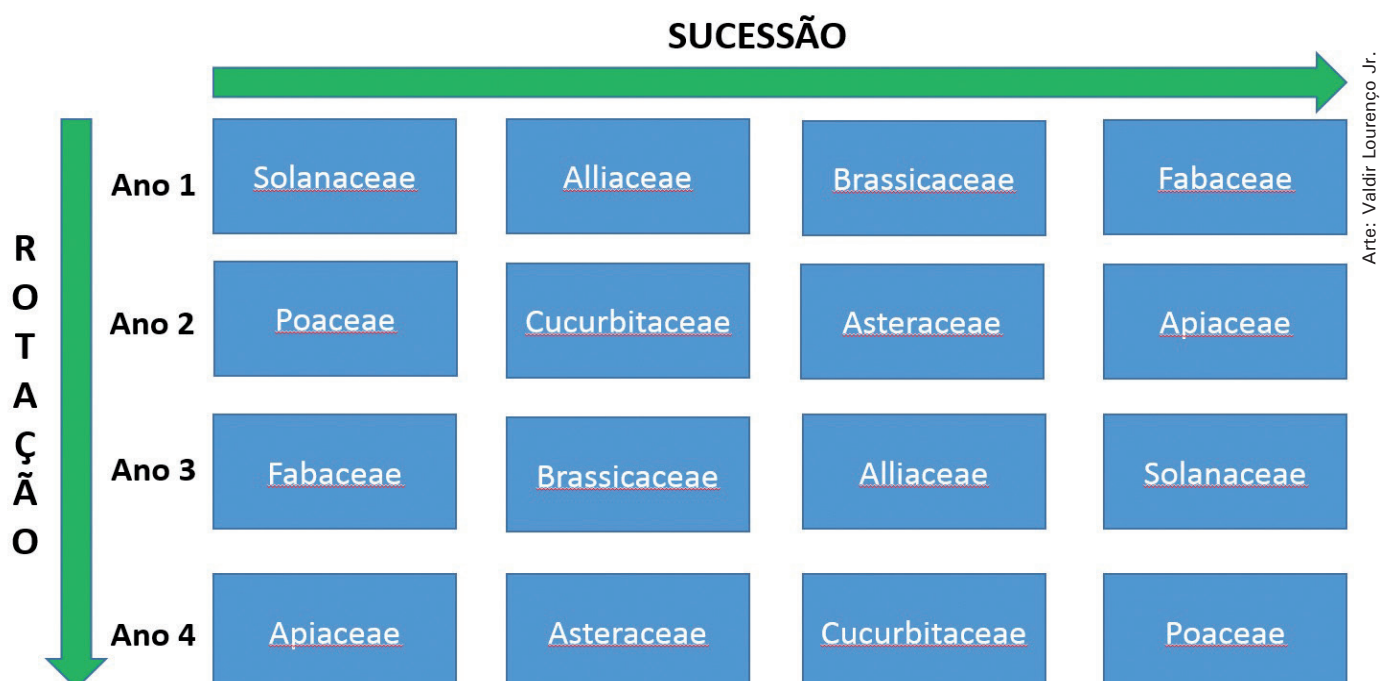 SUCESSÃO
Arte: Valdir Lourenço Jr.
ROTAÇÃO
Ano 1
Solanaceae
Alliaceae
Brassicaceae
Fabaceae
Ano 2
Poaceae
Cucurbitaceae
Asteraceae
Apiaceae
Ano 3
Fabaceae
Brassicaceae
Alliaceae
Solanaceae
Ano 4
Apiaceae
Asteraceae
Cucurbitaceae
Poaceae